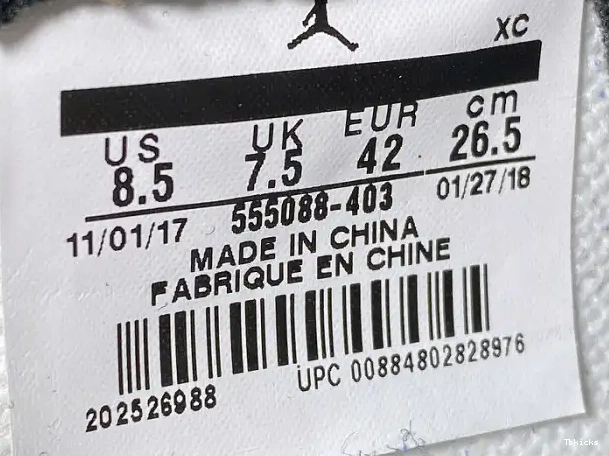 XC
US UK EUR cm
8.5 7.5 42 26.5
11/01/17 555088-403 01/27/18
MADE IN CHINA
FABRIQUE EN CHINE
202526988 UPC 00884802828976
Tbkicks